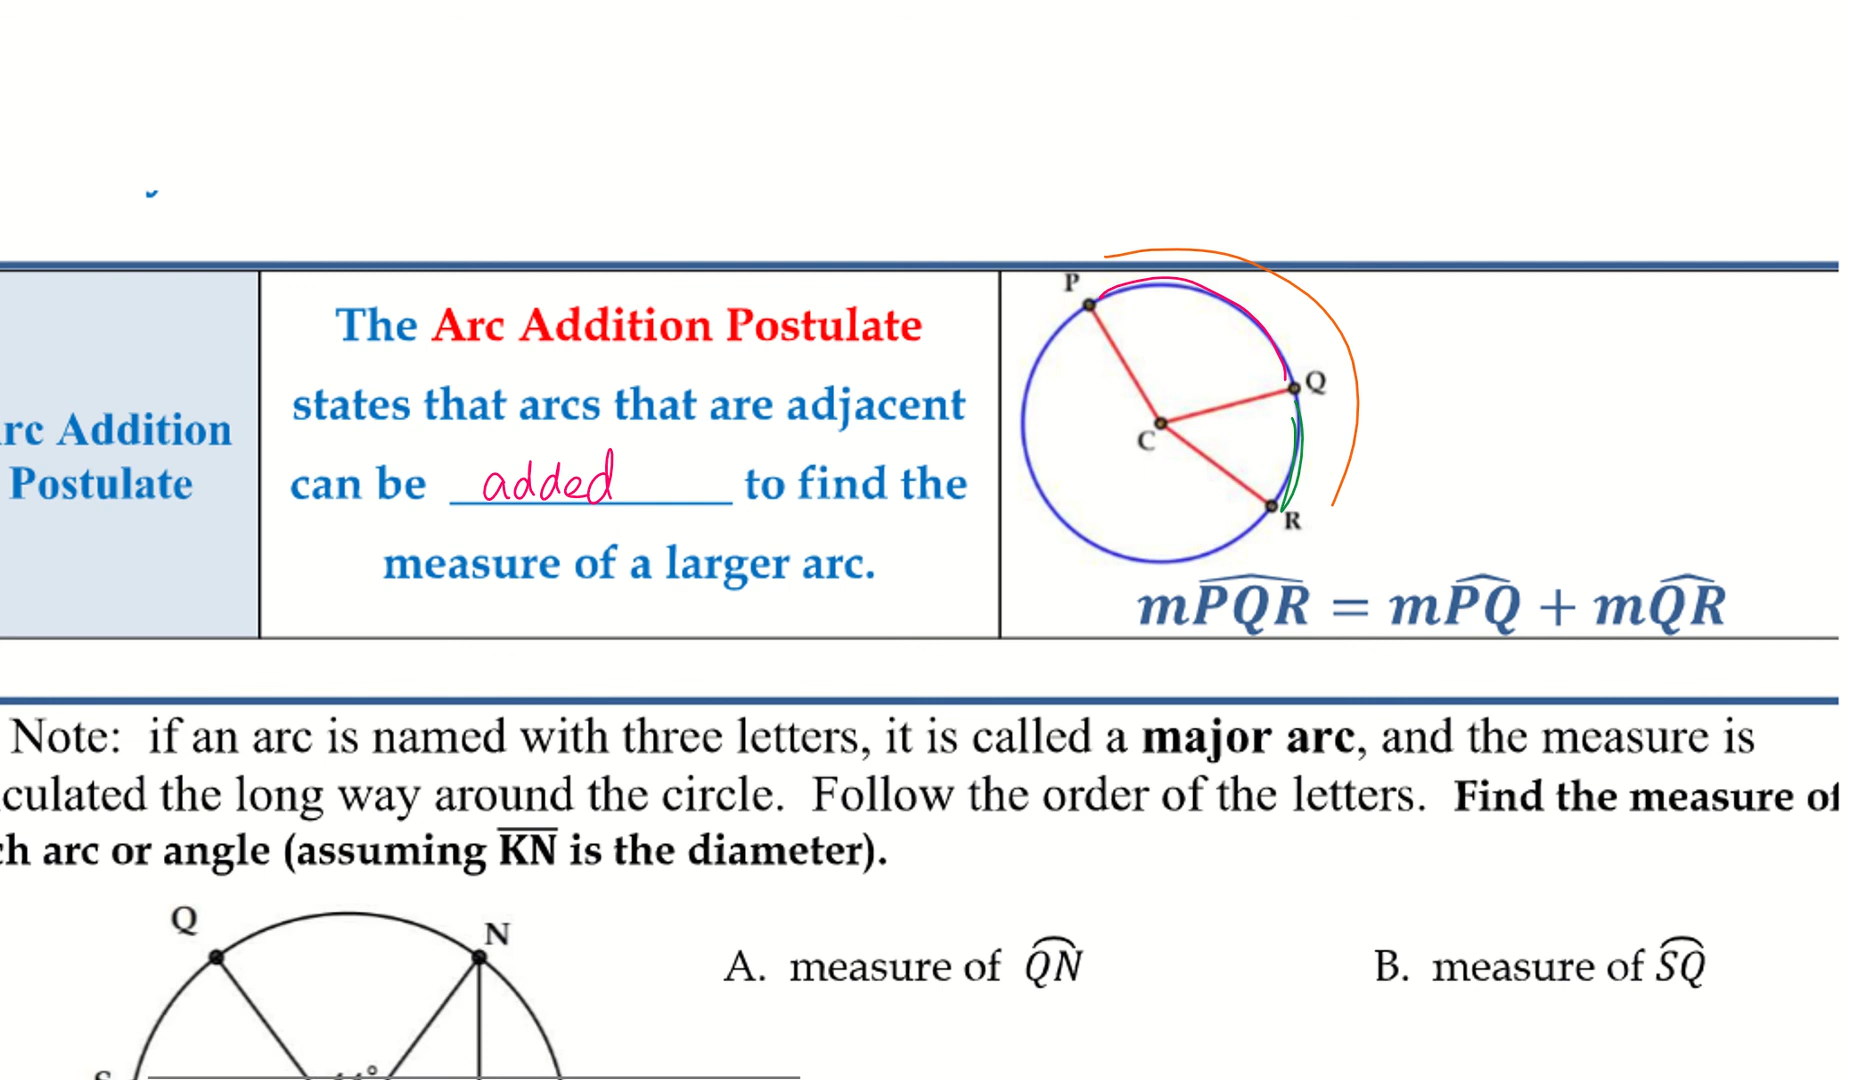 The Arc Addition Postulate
states that arcs that are adjacent
can be added to find the
measure of a larger arc.
rc Addition
Postulate
P
Q
C
R
mPQR = mPQ + mQR
Note: if an arc is named with three letters, it is called a major arc, and the measure is
culated the long way around the circle. Follow the order of the letters. Find the measure of
ch arc or angle (assuming KN is the diameter).
Q
N
A. measure of QN
B. measure of SQ